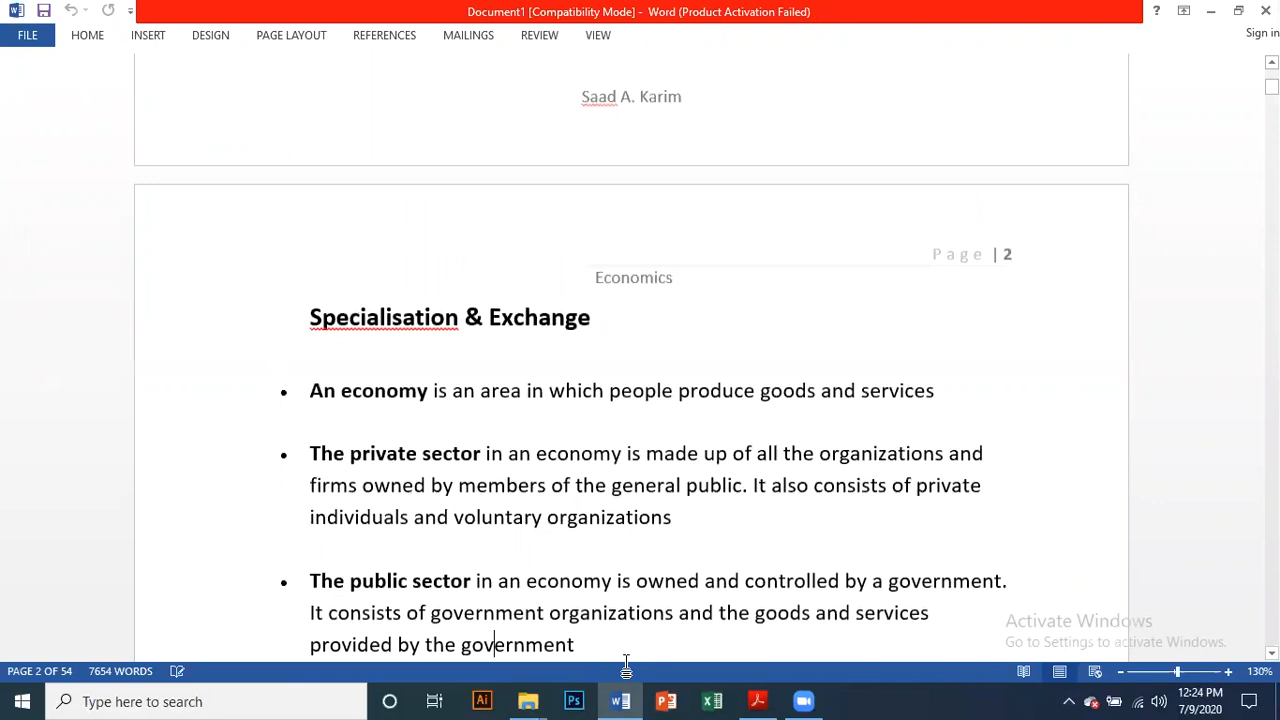 Document1 [Compatibility Mode] - Word (Product Activation Failed)
FILE HOME INSERT DESIGN PAGE LAYOUT REFERENCES MAILINGS REVIEW VIEW Sign in
Saad A. Karim
Page | 2
Economics
Specialisation & Exchange
• An economy is an area in which people produce goods and services
• The private sector in an economy is made up of all the organizations and
firms owned by members of the general public. It also consists of private
individuals and voluntary organizations
• The public sector in an economy is owned and controlled by a government.
It consists of government organizations and the goods and services
provided by the government
Activate Windows
Go to Settings to activate Windows.
PAGE 2 OF 54 7654 WORDS 130%
Type here to search
12:24 PM
7/9/2020